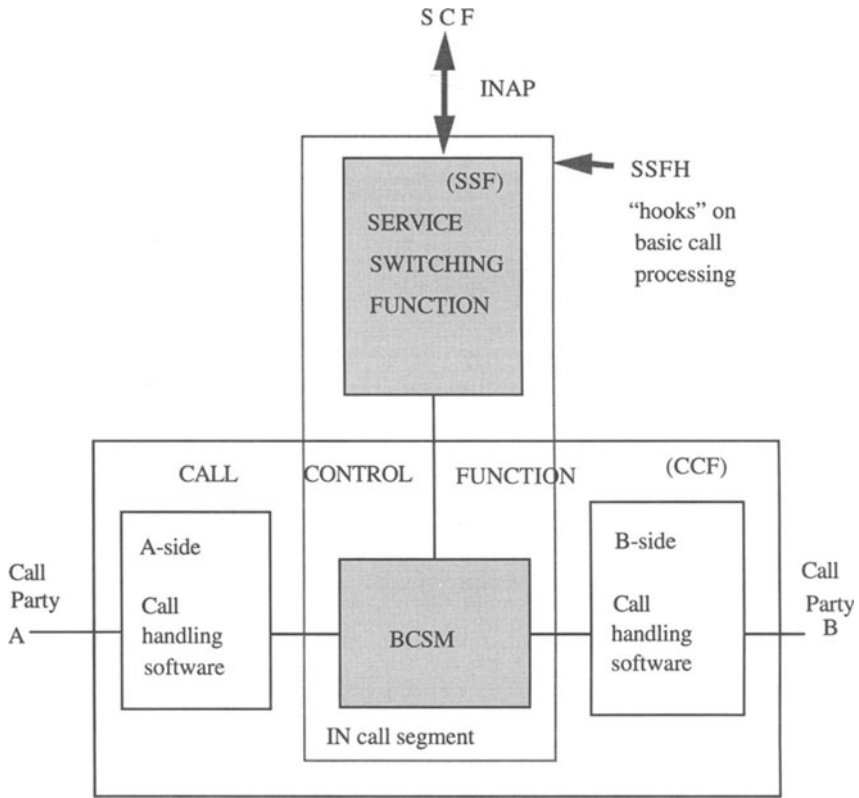 SCF
INAP
(SSF)
SERVICE
SWITCHING
FUNCTION
SSFH
“hooks” on
basic call
processing
CALL CONTROL FUNCTION (CCF)
A-side
Call
handling
software
BCSM
IN call segment
B-side
Call
handling
software
Call
Party
A
Call
Party
B